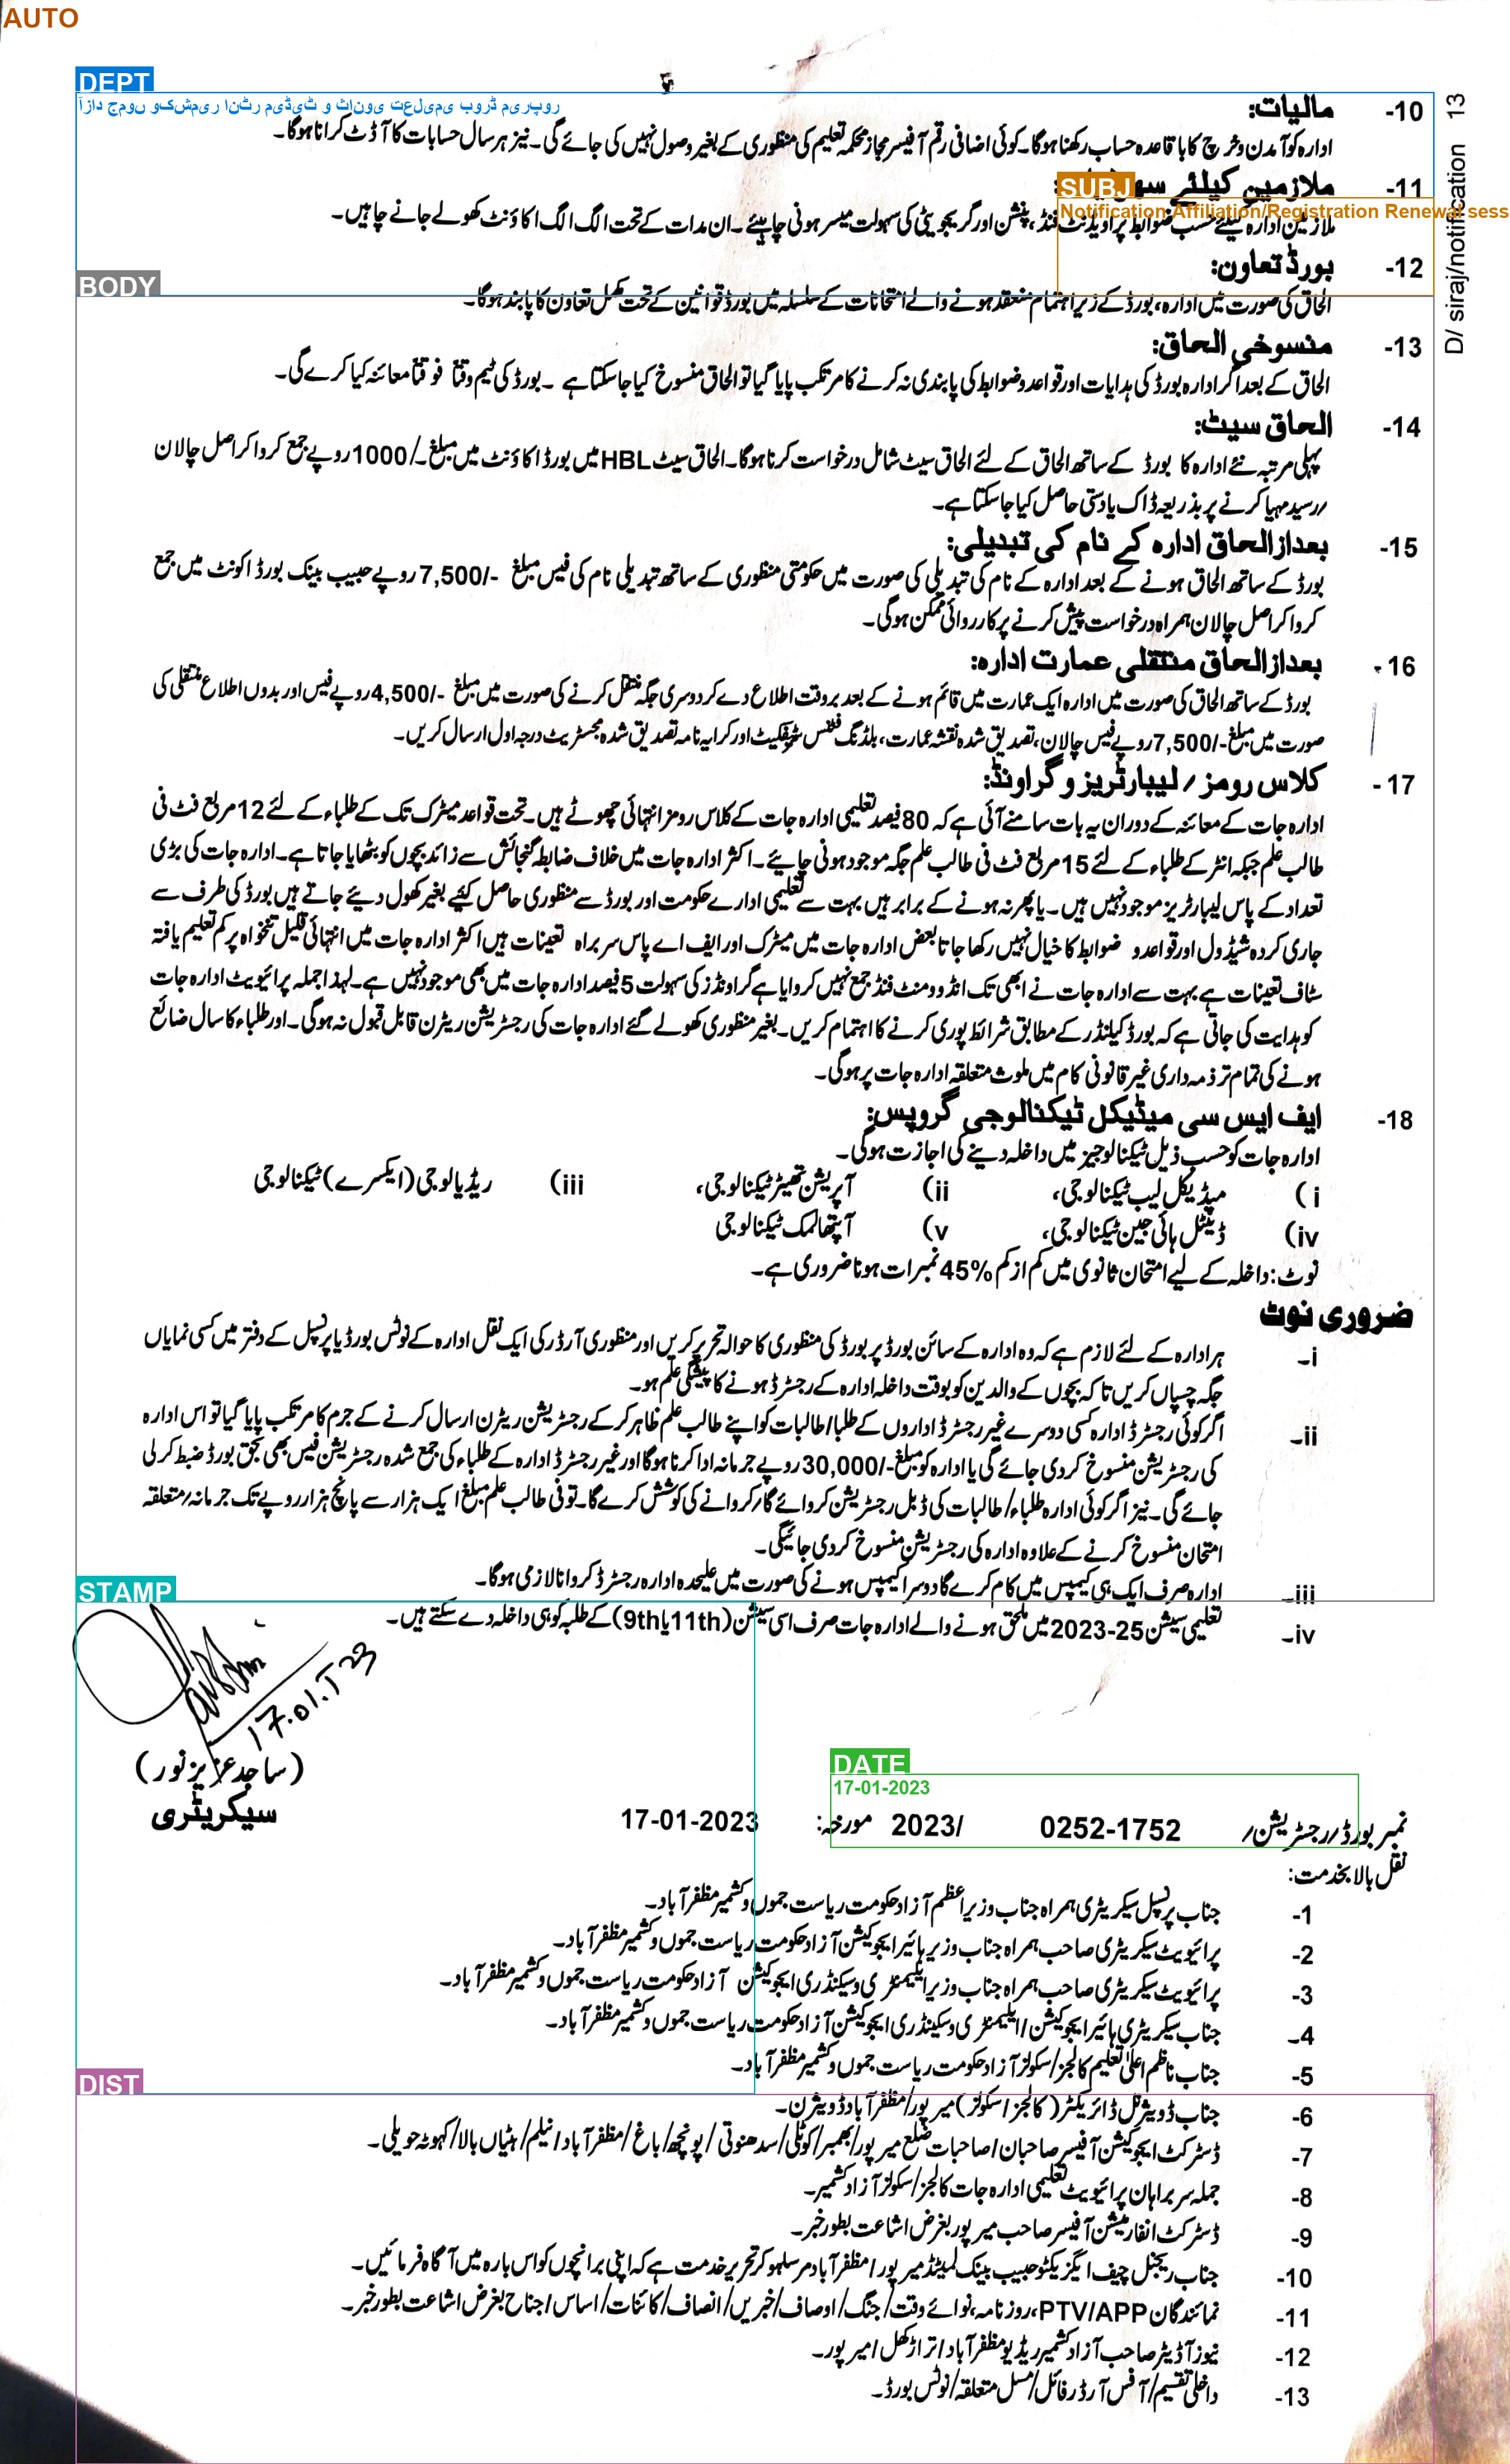 AUTO
DEPT
آزاد جموں وکشمیر انٹر میڈیٹ و ثانوی تعلیمی بورڈ میرپور
10- مالیات:
ادارہ کو آمدن وخرچ کا باقاعدہ حساب رکھنا ہوگا۔ کوئی اضافی رقم آفیسر مجاز محکمہ تعلیم کی منظوری کے بغیر وصول نہیں کی جائے گی۔ نیز ہر سال حسابات کا آڈٹ کرانا ہوگا۔
D/ siraj/notification 13
11- ملازمین کیلئے
SUBJ
Notification Affiliation/Registration Renewal sess
ملازمین ادارہ کیلئے حسب ضوابط پراویڈنٹ فنڈ، پنشن اور گریجویٹی کی سہولت میسر ہونی چاہیئے۔ ان مدات کے تحت الگ الگ اکاؤنٹ کھولے جانے چاہیں۔
12- بورڈ تعاون:
BODY
الحاق کی صورت میں ادارہ، بورڈ کے زیر اہتمام منعقد ہونے والے امتحانات کے سلسلہ میں بورڈ قوانین کے تحت مکمل تعاون کا پابند ہوگا۔
13- منسوخی الحاق:
الحاق کے بعد اگر ادارہ بورڈ کی ہدایات اور قواعد و ضوابط کی پابندی نہ کرنے کا مرتکب پایا گیا تو الحاق منسوخ کیا جا سکتا ہے ۔ بورڈ کی ٹیم وقتاً فوقتاً معائنہ کیا کرے گی۔
14- الحاق سیٹ:
پہلی مرتبہ نئے ادارہ کا بورڈ کے ساتھ الحاق کے لئے الحاق سیٹ شامل درخواست کرنا ہوگا۔ الحاق سیٹ HBL میں بورڈ اکاؤنٹ میں مبلغ ۔/1000 روپے جمع کروا کر اصل چالان
/رسید مہیا کرنے پر بذریعہ ڈاک یا دستی حاصل کیا جا سکتا ہے۔
15- بعدازالحاق ادارہ کے نام کی تبدیلی:
بورڈ کے ساتھ الحاق ہونے کے بعد ادارہ کے نام کی تبدیلی کی صورت میں حکومتی منظوری کے ساتھ تبدیلی نام کی فیس مبلغ -/7,500 روپے حبیب بینک بورڈ اکونٹ میں جمع
کروا کر اصل چالان ہمراہ درخواست پیش کرنے پر کارروائی ممکن ہوگی۔
16- بعدازالحاق منتقلی عمارت ادارہ:
بورڈ کے ساتھ الحاق کی صورت میں ادارہ ایک عمارت میں قائم ہونے کے بعد بروقت اطلاع دے کر دوسری جگہ منتقل کرنے کی صورت میں مبلغ -/4,500 روپے فیس اور بدوں اطلاع منتقلی کی
صورت میں مبلغ -/7,500 روپے فیس چالان، تصدیق شدہ نقشہ عمارت، بلڈنگ فٹنس سرٹیفکیٹ اور کرایہ نامہ تصدیق شدہ مجسٹریٹ درجہ اول ارسال کریں۔
17- کلاس رومز / لیبارٹریز و گراونڈ:
ادارہ جات کے معائنہ کے دوران یہ بات سامنے آئی ہے کہ 80 فیصد تعلیمی ادارہ جات کے کلاس رومز انتہائی چھوٹے ہیں۔ تحت قواعد میٹرک تک کے طلباء کے لئے 12 مربع فٹ فی
طالب علم جبکہ انٹر کے طلباء کے لئے 15 مربع فٹ فی طالب علم جگہ موجود ہونی چاہیئے۔ اکثر ادارہ جات میں خلاف ضابطہ گنجائش سے زائد بچوں کو بٹھایا جاتا ہے۔ ادارہ جات کی بڑی
تعداد کے پاس لیبارٹریز موجود نہیں ہیں۔ یا پھر نہ ہونے کے برابر ہیں بہت سے تعلیمی ادارے حکومت اور بورڈ سے منظوری حاصل کیے بغیر کھول دیئے جاتے ہیں بورڈ کی طرف سے
جاری کردہ شیڈول اور قواعد و ضوابط کا خیال نہیں رکھا جاتا بعض ادارہ جات میں میٹرک اور ایف اے پاس سربراہ تعینات ہیں اکثر ادارہ جات میں انتہائی قلیل تنخواہ پر کم تعلیم یافتہ
سٹاف تعینات ہے بہت سے ادارہ جات نے ابھی تک انڈوومنٹ فنڈ جمع نہیں کروایا ہے گراونڈز کی سہولت 5 فیصد ادارہ جات میں بھی موجود نہیں ہے۔ لہذا جملہ پرائیویٹ ادارہ جات
کو ہدایت کی جاتی ہے کہ بورڈ کیلنڈر کے مطابق شرائط پوری کرنے کا اہتمام کریں۔ بغیر منظوری کھولے گئے ادارہ جات کی رجسٹریشن ریٹرن قابل قبول نہ ہوگی۔ اور طلباء کا سال ضائع
ہونے کی تمام تر ذمہ داری غیر قانونی کام میں ملوث متعلقہ ادارہ جات پر ہوگی۔
18- ایف ایس سی میڈیکل ٹیکنالوجی گروپس:
ادارہ جات کو حسب ذیل ٹیکنالوجیز میں داخلہ دینے کی اجازت ہوگی۔
(i میڈیکل لیب ٹیکنالوجی، (ii آپریشن تھیٹر ٹیکنالوجی، (iii ریڈیالوجی (ایکسرے) ٹیکنالوجی
(iv ڈینٹل ہائی جین ٹیکنالوجی، (v آپتھالمک ٹیکنالوجی
نوٹ: داخلہ کے لیے امتحان ثانوی میں کم از کم 45% نمبرات ہونا ضروری ہے۔
ضروری نوٹ
i۔ ہر ادارہ کے لئے لازم ہے کہ وہ ادارہ کے سائن بورڈ پر بورڈ کی منظوری کا حوالہ تحریر کریں اور منظوری آرڈر کی ایک نقل ادارہ کے نوٹس بورڈ یا پرنسپل کے دفتر میں کسی نمایاں
جگہ چسپاں کریں تاکہ بچوں کے والدین کو بوقت داخلہ ادارہ کے رجسٹرڈ ہونے کا پیشگی علم ہو۔
ii۔ اگر کوئی رجسٹرڈ ادارہ کسی دوسرے غیر رجسٹرڈ اداروں کے طلبا/طالبات کو اپنے طالب علم ظاہر کر کے رجسٹریشن ریٹرن ارسال کرنے کے جرم کا مرتکب پایا گیا تو اس ادارہ
کی رجسٹریشن منسوخ کر دی جائے گی یا ادارہ کو مبلغ -/30,000 روپے جرمانہ ادا کرنا ہوگا اور غیر رجسٹرڈ ادارہ کے طلباء کی جمع شدہ رجسٹریشن فیس بھی بحق بورڈ ضبط کر لی
جائے گی۔ نیز اگر کوئی ادارہ طلباء/طالبات کی ڈبل رجسٹریشن کروائے گا/کروانے کی کوشش کرے گا۔ تو فی طالب علم مبلغ ایک ہزار سے پانچ ہزار روپے تک جرمانہ/متعلقہ
امتحان منسوخ کرنے کے علاوہ ادارہ کی رجسٹریشن منسوخ کر دی جائیگی۔
STAMP
iii۔ ادارہ صرف ایک ہی کیمپس میں کام کرے گا دوسرا کیمپس ہونے کی صورت میں علیحدہ ادارہ رجسٹرڈ کروانا لازمی ہوگا۔
iv۔ تعلیمی سیشن 25-2023 میں ملحق ہونے والے ادارہ جات صرف اسی سیشن (11th یا 9th) کے طلبہ کو ہی داخلہ دے سکتے ہیں۔
17.01.23
(ساجد عزیز نور)
سیکریٹری
DATE
17-01-2023
نمبر بورڈ/رجسٹریشن/ 0252-1752 /2023 مورخہ: 17-01-2023
نقل بالا بخدمت:
1- جناب پرنسپل سیکریٹری ہمراہ جناب وزیر اعظم آزاد حکومت ریاست جموں و کشمیر مظفرآباد۔
2- پرائیویٹ سیکریٹری صاحب ہمراہ جناب وزیر ہائیر ایجوکیشن آزاد حکومت ریاست جموں و کشمیر مظفرآباد۔
3- پرائیویٹ سیکریٹری صاحب ہمراہ جناب وزیر ایلیمنٹری و سیکنڈری ایجوکیشن آزاد حکومت ریاست جموں و کشمیر مظفرآباد۔
4۔ جناب سیکریٹری ہائیر ایجوکیشن/ایلیمنٹری و سکینڈری ایجوکیشن آزاد حکومت ریاست جموں و کشمیر مظفرآباد۔
5- جناب ناظم اعلیٰ تعلیم کالجز/سکولز آزاد حکومت ریاست جموں و کشمیر مظفرآباد۔
DIST
6- جناب ڈویژنل ڈائریکٹر (کالجز/سکولز) میرپور/مظفرآباد ڈویژن۔
7- ڈسٹرکٹ ایجوکیشن آفیسر صاحبان/صاحبات ضلع میرپور/بھمبر/کوٹلی/سدھنوتی/پونچھ/باغ/مظفرآباد/نیلم/ہٹیاں بالا/کہوٹہ حویلی۔
8- جملہ سربراہان پرائیویٹ تعلیمی ادارہ جات کالجز/سکولز آزاد کشمیر۔
9- ڈسٹرکٹ انفارمیشن آفیسر صاحب میرپور بغرض اشاعت بطور خبر۔
10- جناب ریجنل چیف ایگزیکٹو حبیب بینک لمیٹڈ میرپور/مظفرآباد مرسلہو کر تحریر خدمت ہے کہ اپنی برانچوں کو اس بارہ میں آگاہ فرمائیں۔
11- نمائندگان PTV/APP، روزنامہ، نوائے وقت/جنگ/اوصاف/خبریں/انصاف/کائنات/اساس/جناح بغرض اشاعت بطور خبر۔
12- نیوز آڈیٹر صاحب آزاد کشمیر ریڈیو مظفرآباد/تراڑکھل/میرپور۔
13- داخلی تقسیم/آفس آرڈر فائل/مسل متعلقہ/نوٹس بورڈ۔